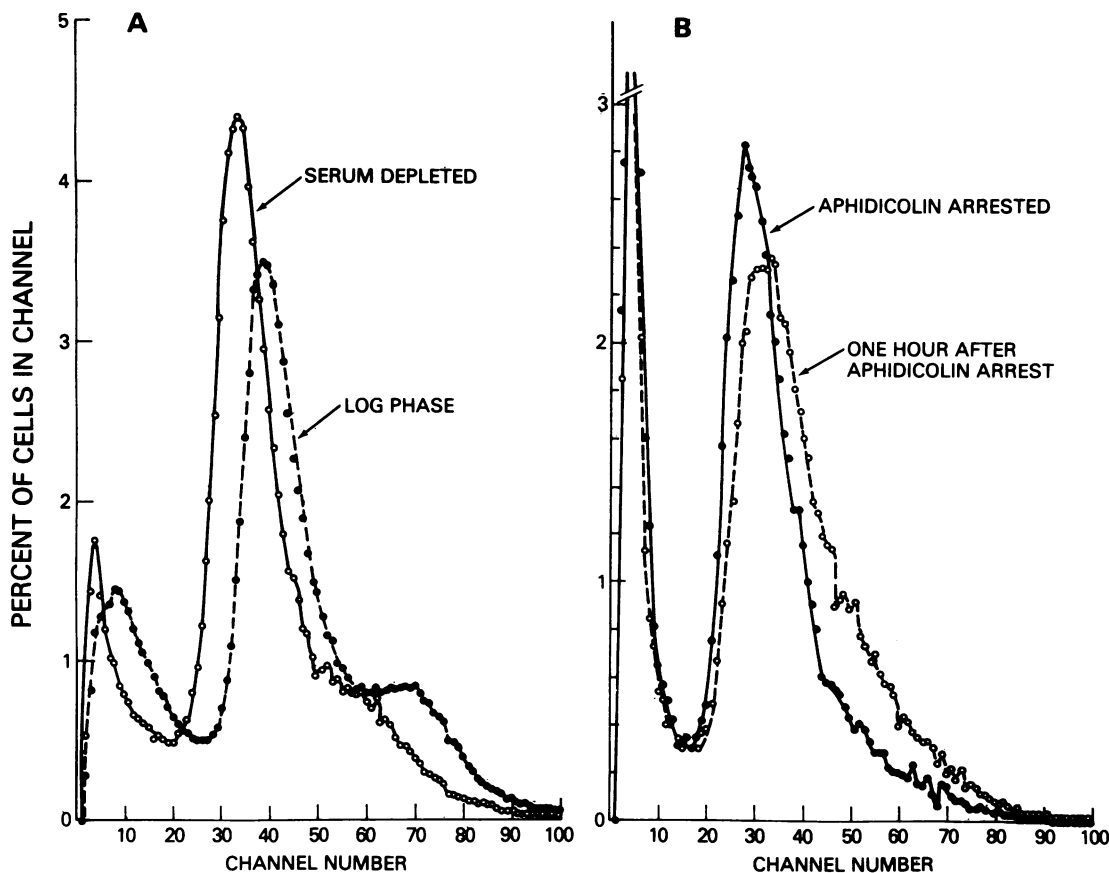 A
5
4
3
2
1
0
PERCENT OF CELLS IN CHANNEL
SERUM DEPLETED
LOG PHASE
10 20 30 40 50 60 70 80 90 100
CHANNEL NUMBER
B
3
2
1
0
APHIDICOLIN ARRESTED
ONE HOUR AFTER
APHIDICOLIN ARREST
10 20 30 40 50 60 70 80 90 100
CHANNEL NUMBER